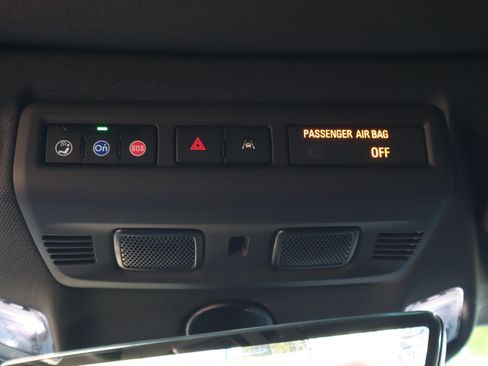 On
SOS
PASSENGER AIR BAG
OFF